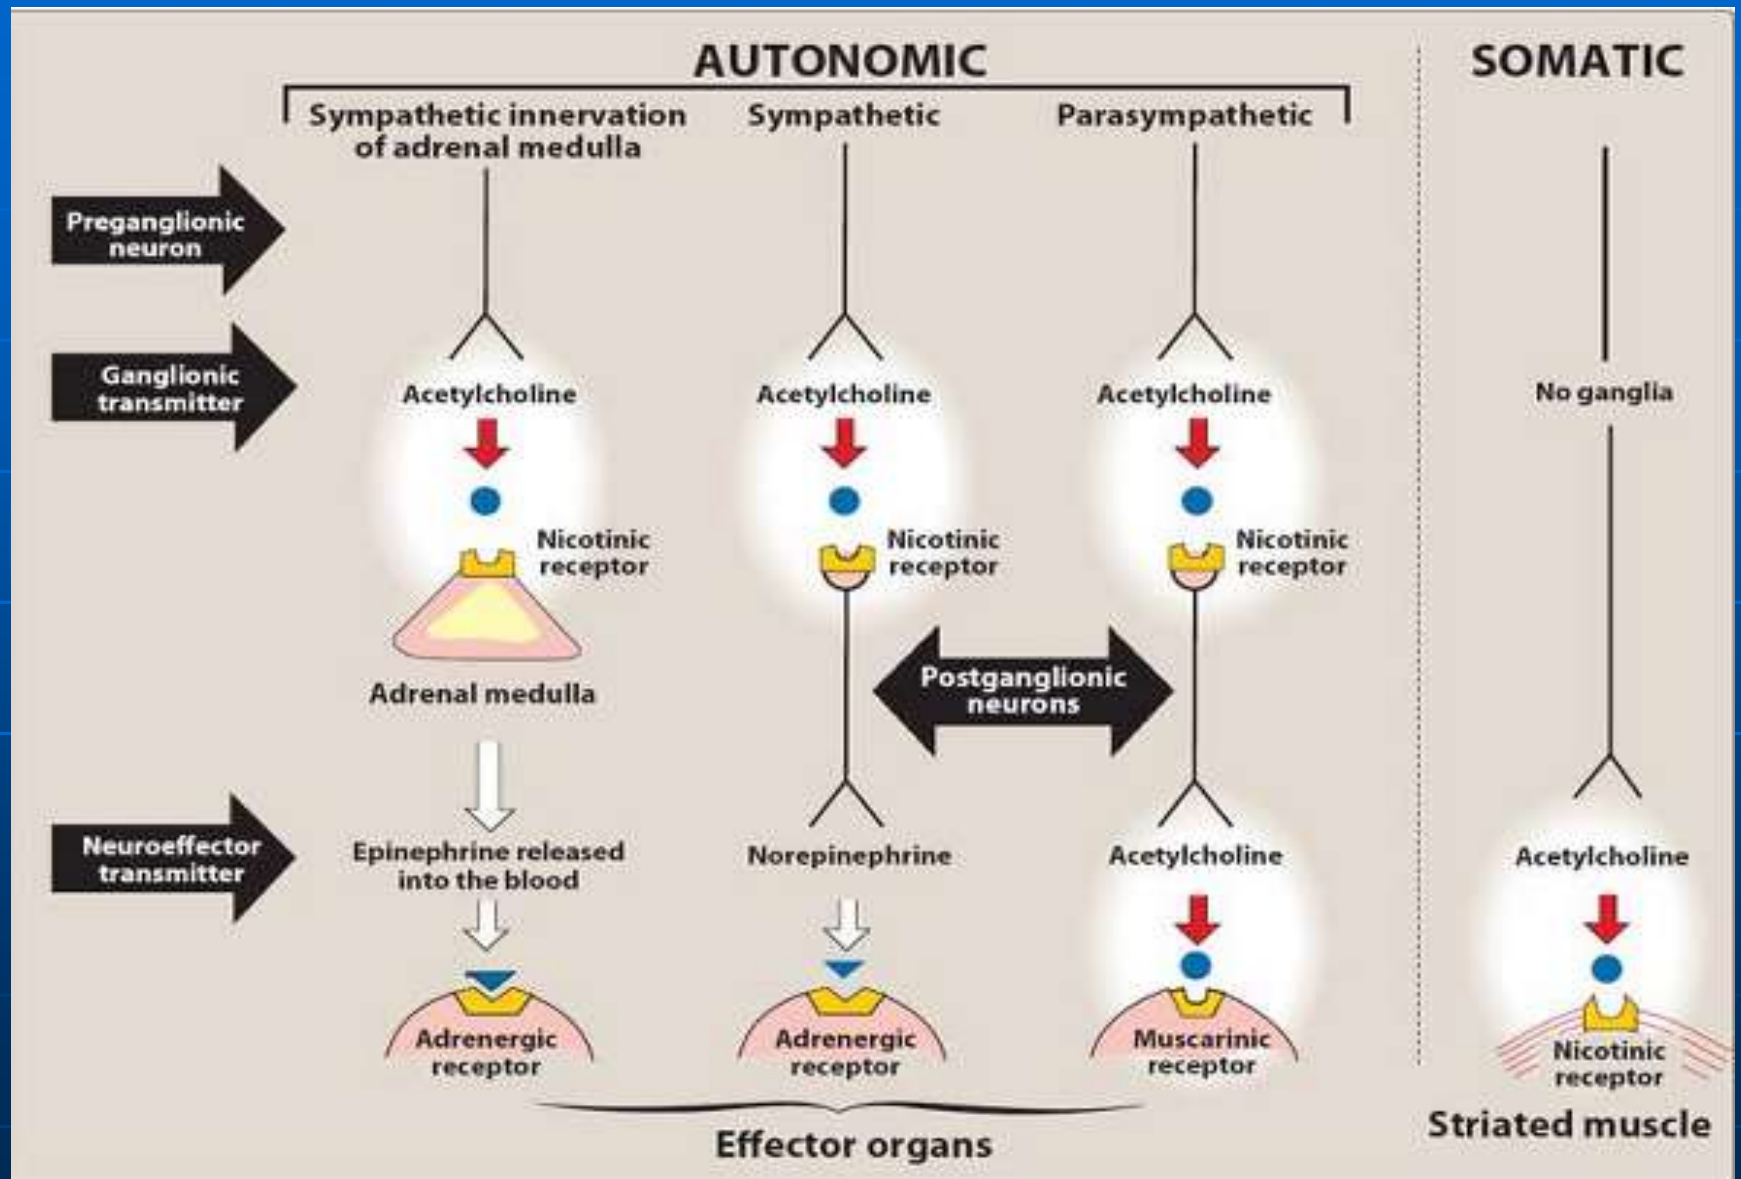 AUTONOMIC
SOMATIC
Sympathetic innervation
of adrenal medulla
Sympathetic
Parasympathetic
Preganglionic
neuron
Ganglionic
transmitter
Acetylcholine
Acetylcholine
Acetylcholine
No ganglia
Nicotinic
receptor
Nicotinic
receptor
Nicotinic
receptor
Adrenal medulla
Postganglionic
neurons
Neuroeffector
transmitter
Epinephrine released
into the blood
Norepinephrine
Acetylcholine
Acetylcholine
Adrenergic
receptor
Adrenergic
receptor
Muscarinic
receptor
Nicotinic
receptor
Effector organs
Striated muscle